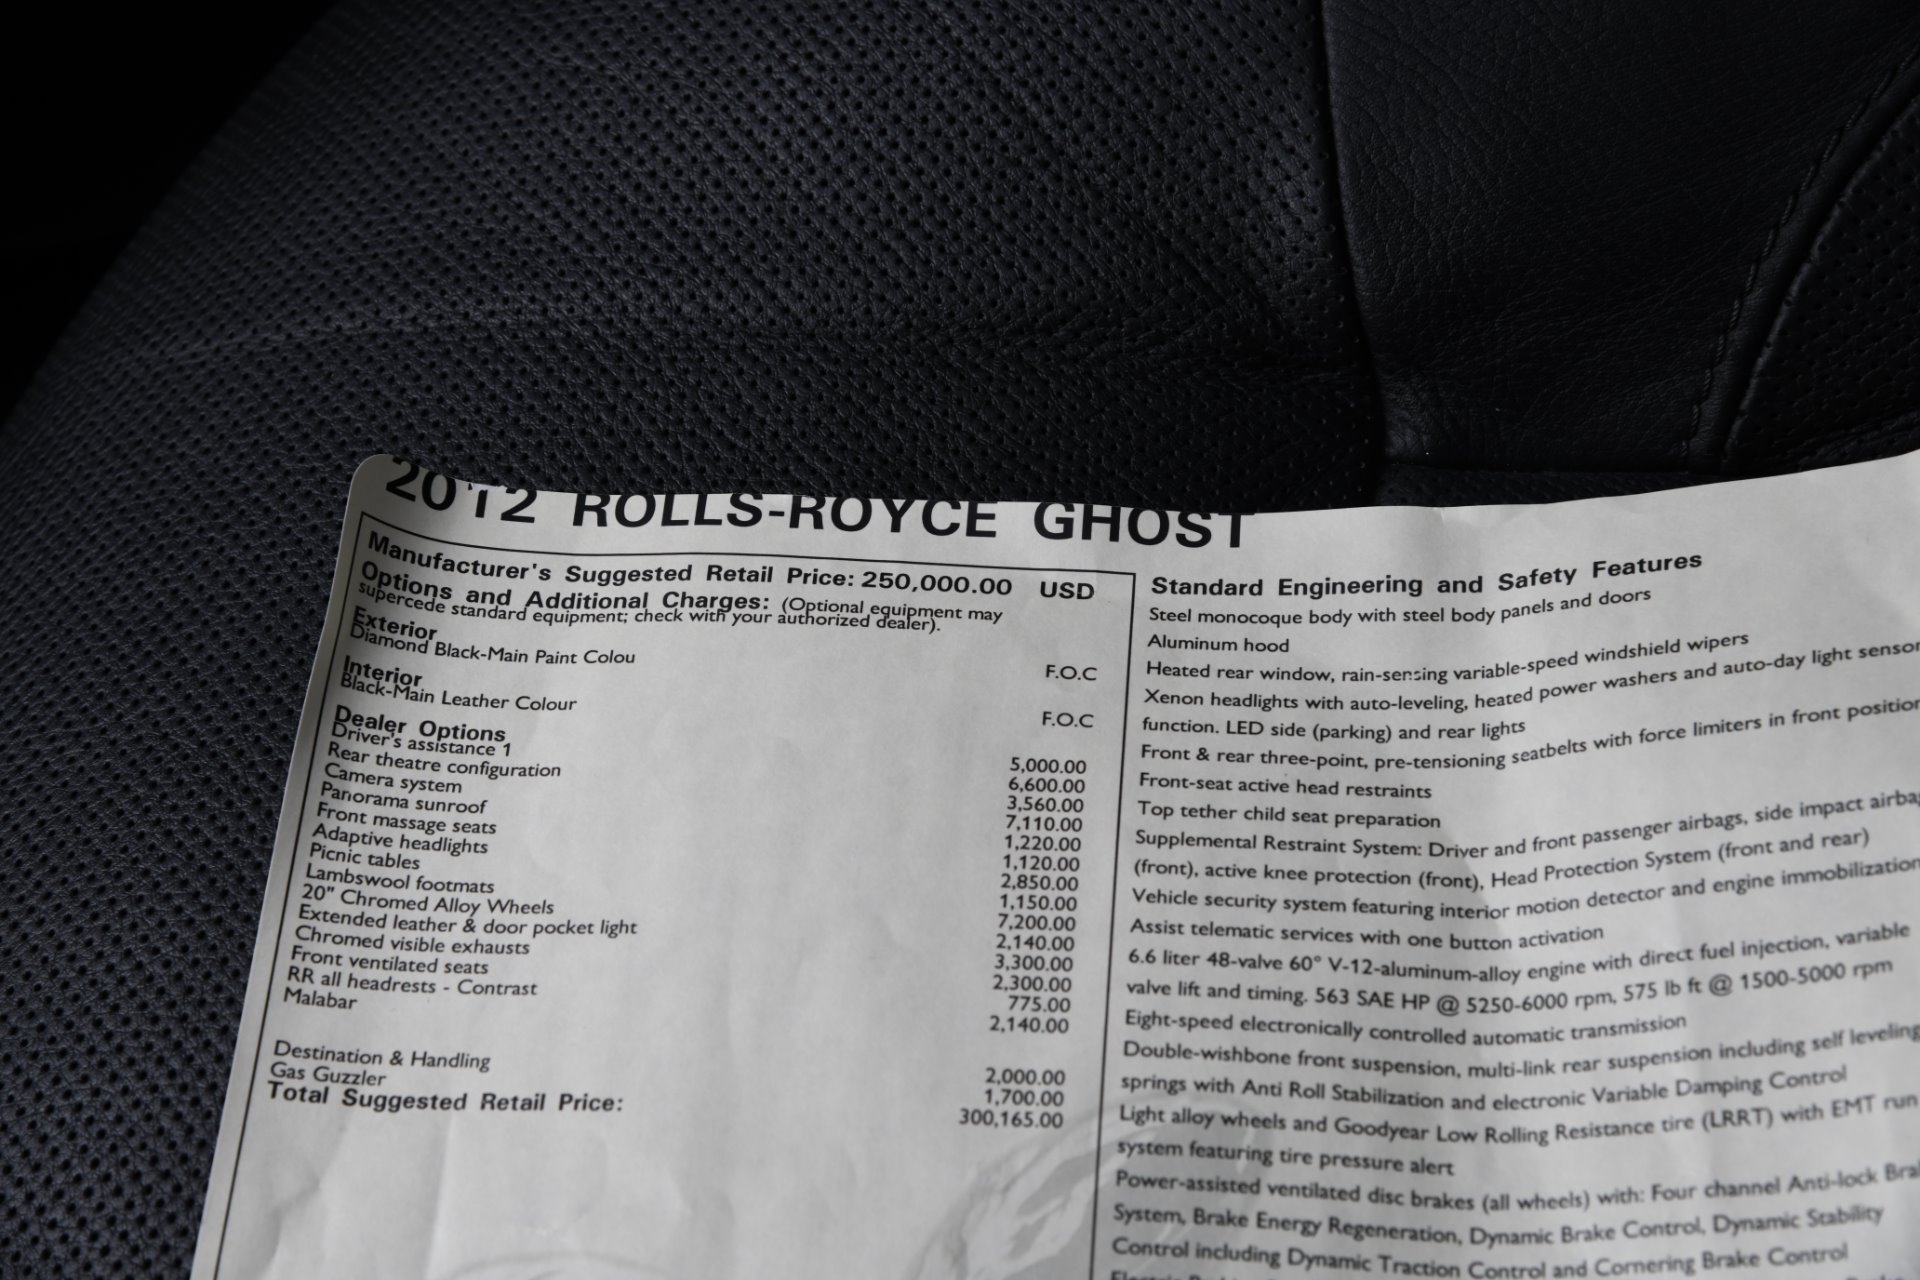 2012 ROLLS-ROYCE GHOST
Manufacturer's Suggested Retail Price: 250,000.00 USD
Options and Additional Charges: (Optional equipment may
supercede standard equipment; check with your authorized dealer).
Exterior
Diamond Black-Main Paint Colou F.O.C
Interior
Black-Main Leather Colour F.O.C
Dealer Options
Driver's assistance 1 5,000.00
Rear theatre configuration 6,600.00
Camera system 3,560.00
Panorama sunroof 7,110.00
Front massage seats 1,220.00
Adaptive headlights 1,120.00
Picnic tables 2,850.00
Lambswool footmats 1,150.00
20" Chromed Alloy Wheels 7,200.00
Extended leather & door pocket light 2,140.00
Chromed visible exhausts 3,300.00
Front ventilated seats 2,300.00
RR all headrests - Contrast 775.00
Malabar 2,140.00
Destination & Handling 2,000.00
Gas Guzzler 1,700.00
Total Suggested Retail Price: 300,165.00
Standard Engineering and Safety Features
Steel monocoque body with steel body panels and doors
Aluminum hood
Heated rear window, rain-sensing variable-speed windshield wipers
Xenon headlights with auto-leveling, heated power washers and auto-day light sensor
function. LED side (parking) and rear lights
Front & rear three-point, pre-tensioning seatbelts with force limiters in front position
Front-seat active head restraints
Top tether child seat preparation
Supplemental Restraint System: Driver and front passenger airbags, side impact airbag
(front), active knee protection (front), Head Protection System (front and rear)
Vehicle security system featuring interior motion detector and engine immobilization
Assist telematic services with one button activation
6.6 liter 48-valve 60° V-12-aluminum-alloy engine with direct fuel injection, variable
valve lift and timing. 563 SAE HP @ 5250-6000 rpm, 575 lb ft @ 1500-5000 rpm
Eight-speed electronically controlled automatic transmission
Double-wishbone front suspension, multi-link rear suspension including self leveling
springs with Anti Roll Stabilization and electronic Variable Damping Control
Light alloy wheels and Goodyear Low Rolling Resistance tire (LRRT) with EMT run
system featuring tire pressure alert
Power-assisted ventilated disc brakes (all wheels) with: Four channel Anti-lock Bra
System, Brake Energy Regeneration, Dynamic Brake Control, Dynamic Stability
Control including Dynamic Traction Control and Cornering Brake Control